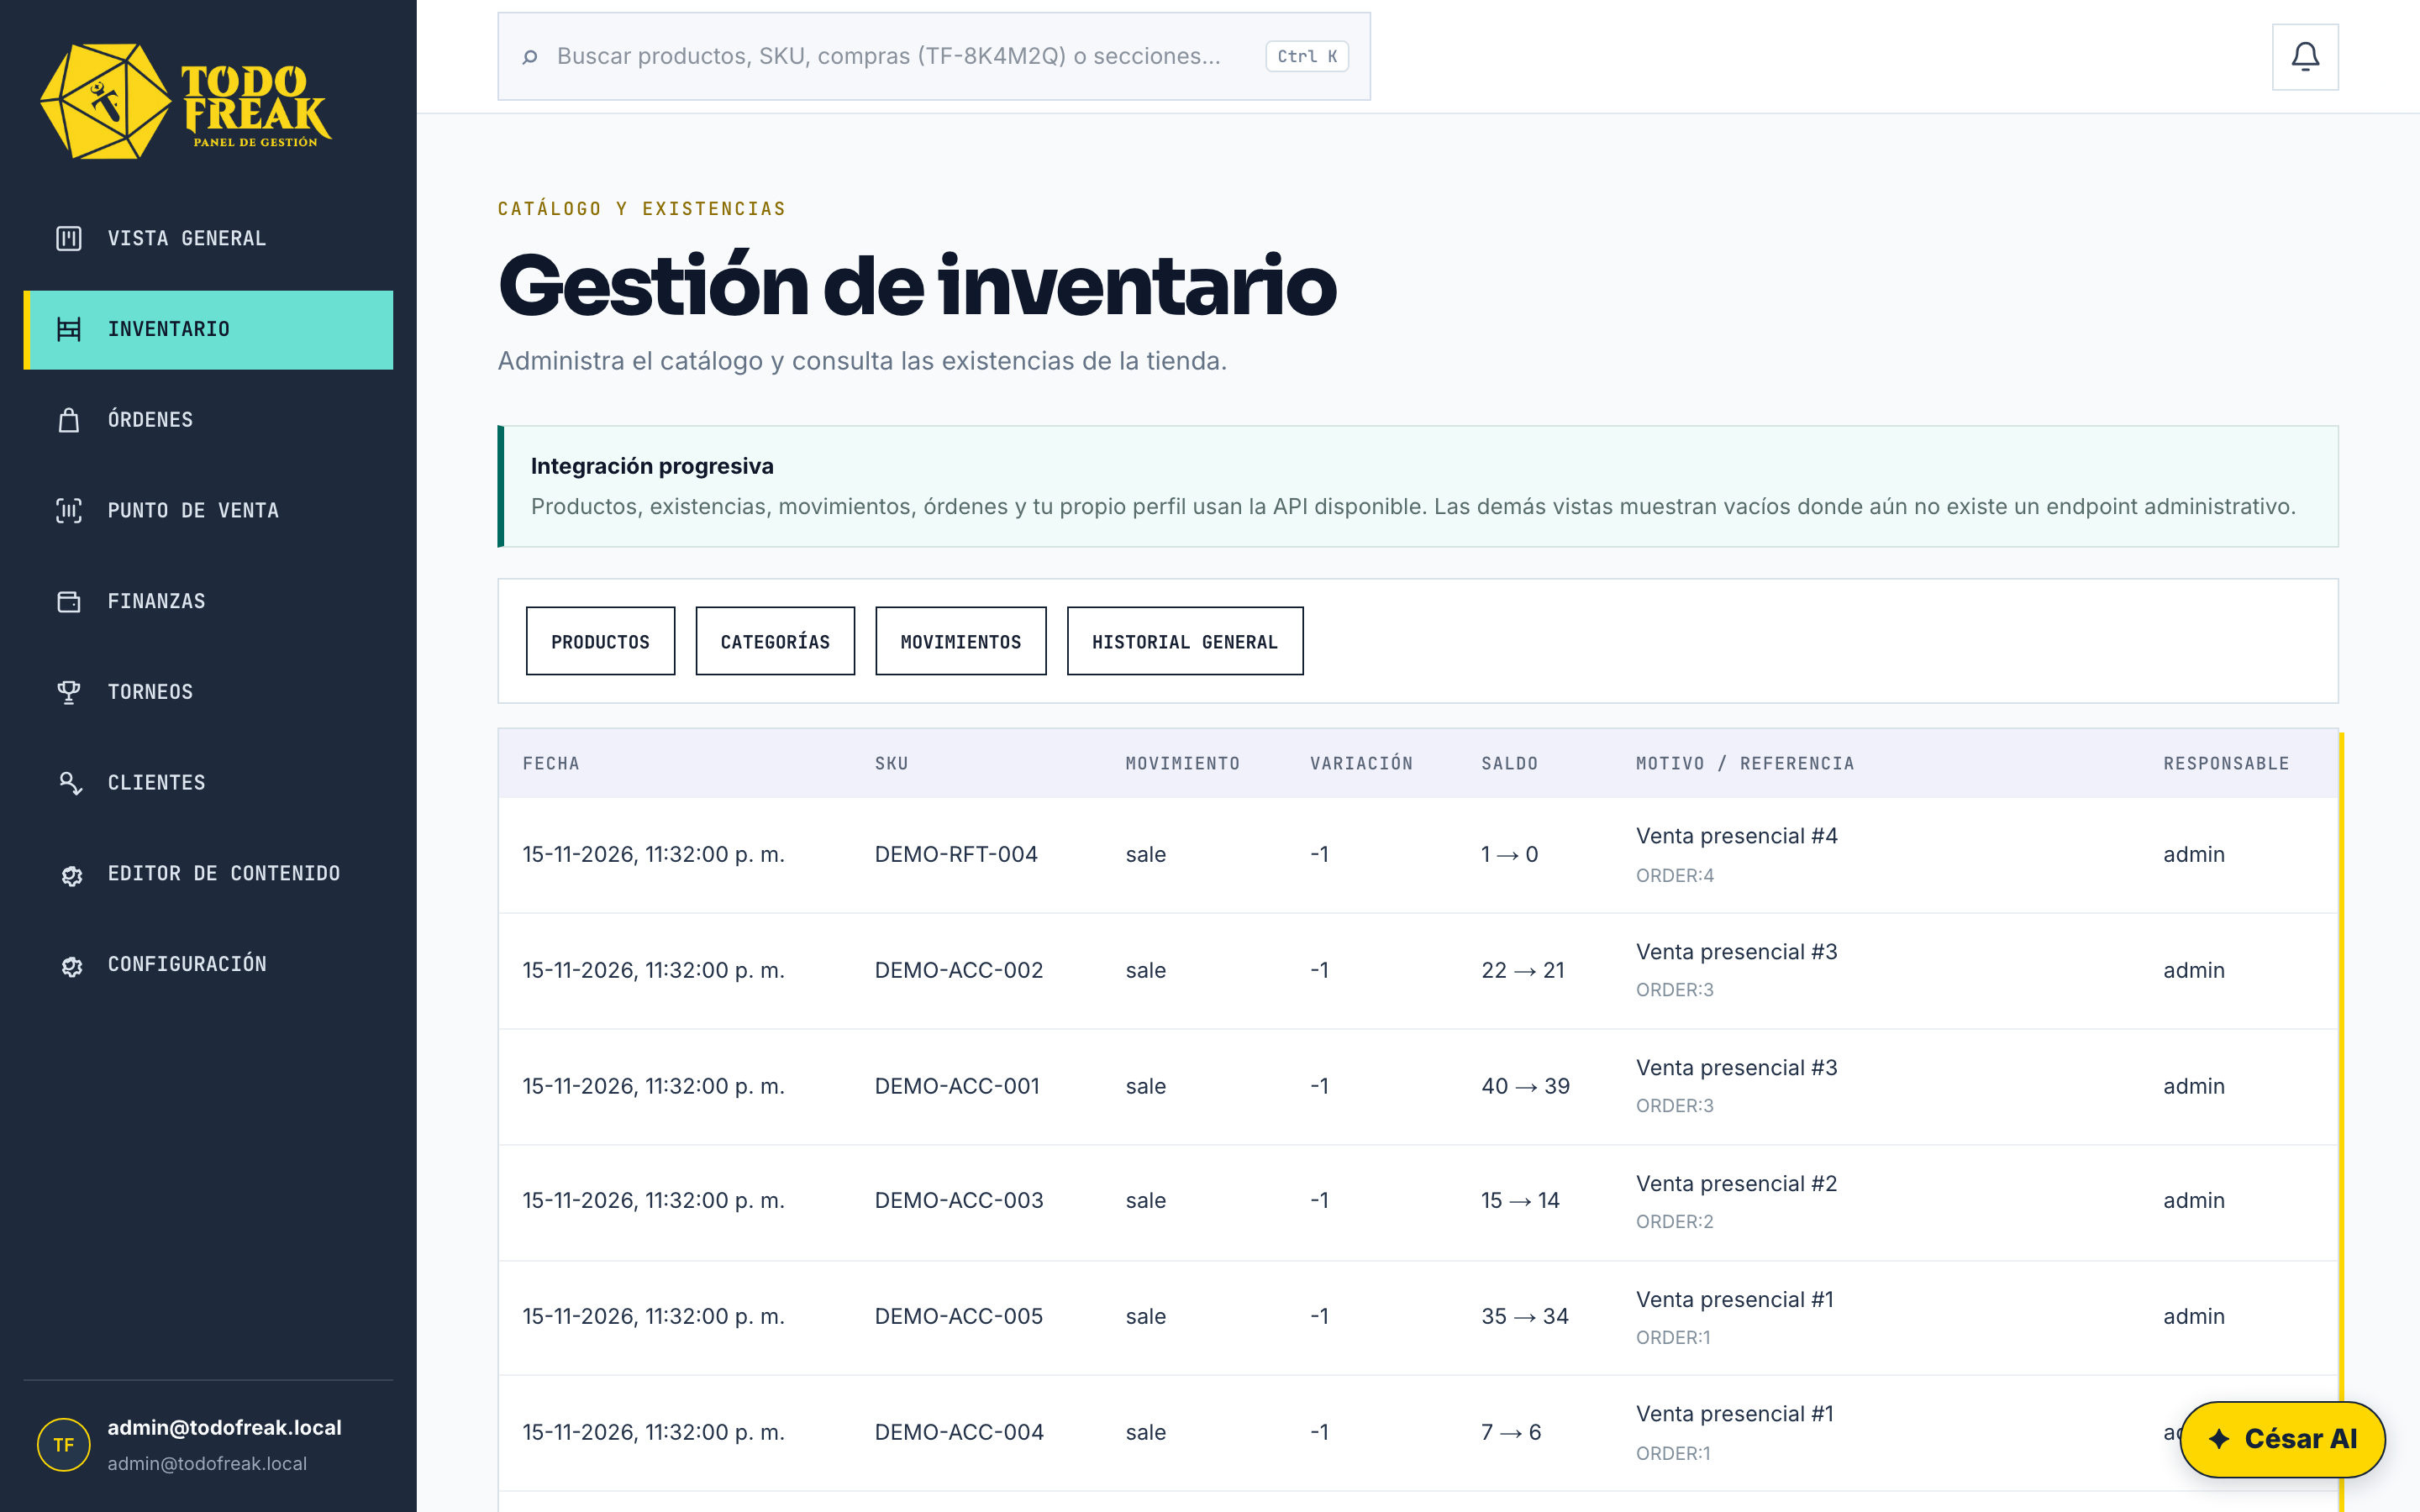 TODO
FREAK
PANEL DE GESTIÓN
VISTA GENERAL
INVENTARIO
ÓRDENES
PUNTO DE VENTA
FINANZAS
TORNEOS
CLIENTES
EDITOR DE CONTENIDO
CONFIGURACIÓN
TF
admin@todofreak.local
admin@todofreak.local
Buscar productos, SKU, compras (TF-8K4M2Q) o secciones... Ctrl K
CATÁLOGO Y EXISTENCIAS
Gestión de inventario
Administra el catálogo y consulta las existencias de la tienda.
Integración progresiva
Productos, existencias, movimientos, órdenes y tu propio perfil usan la API disponible. Las demás vistas muestran vacíos donde aún no existe un endpoint administrativo.
PRODUCTOS CATEGORÍAS MOVIMIENTOS HISTORIAL GENERAL
FECHA SKU MOVIMIENTO VARIACIÓN SALDO MOTIVO / REFERENCIA RESPONSABLE
15-11-2026, 11:32:00 p. m. DEMO-RFT-004 sale -1 1 → 0 Venta presencial #4 admin
ORDER:4
15-11-2026, 11:32:00 p. m. DEMO-ACC-002 sale -1 22 → 21 Venta presencial #3 admin
ORDER:3
15-11-2026, 11:32:00 p. m. DEMO-ACC-001 sale -1 40 → 39 Venta presencial #3 admin
ORDER:3
15-11-2026, 11:32:00 p. m. DEMO-ACC-003 sale -1 15 → 14 Venta presencial #2 admin
ORDER:2
15-11-2026, 11:32:00 p. m. DEMO-ACC-005 sale -1 35 → 34 Venta presencial #1 admin
ORDER:1
15-11-2026, 11:32:00 p. m. DEMO-ACC-004 sale -1 7 → 6 Venta presencial #1
ORDER:1
César AI